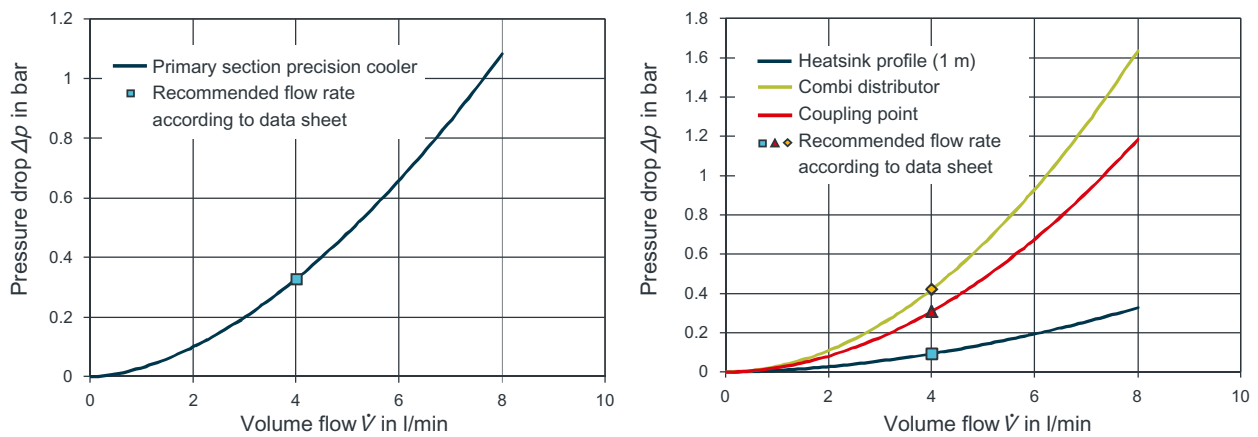 1.2
1
0.8
0.6
0.4
0.2
0
Pressure drop Δp in bar
Primary section precision cooler
Recommended flow rate
according to data sheet
0 2 4 6 8 10
Volume flow V̇ in l/min
1.8
1.6
1.4
1.2
1
0.8
0.6
0.4
0.2
0
Pressure drop Δp in bar
Heatsink profile (1 m)
Combi distributor
Coupling point
Recommended flow rate
according to data sheet
0 2 4 6 8 10
Volume flow V̇ in l/min